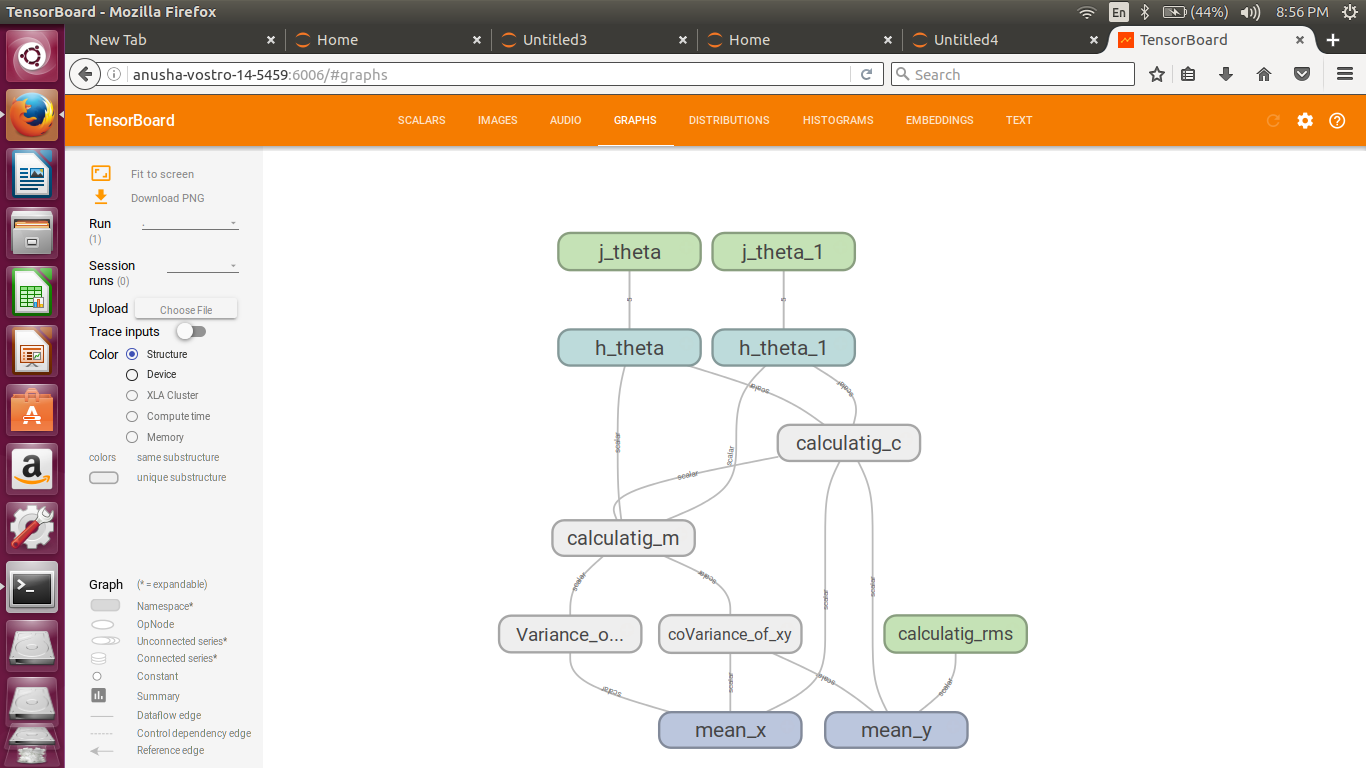 TensorBoard - Mozilla Firefox
En
(44%)
8:56 PM
New Tab
Home
Untitled3
Home
Untitled4
TensorBoard
anusha-vostro-14-5459:6006/#graphs
Search
TensorBoard
SCALARS
IMAGES
AUDIO
GRAPHS
DISTRIBUTIONS
HISTOGRAMS
EMBEDDINGS
TEXT
Fit to screen
Download PNG
Run
(1)
.
Session
runs (0)
Upload
Choose File
Trace inputs
Color
Structure
Device
XLA Cluster
Compute time
Memory
colors
same substructure
unique substructure
Graph
(* = expandable)
Namespace*
OpNode
Unconnected series*
Connected series*
Constant
Summary
Dataflow edge
Control dependency edge
Reference edge
j_theta
j_theta_1
5
5
h_theta
h_theta_1
scalar
scalar
scalar
scalar
calculatig_c
scalar
calculatig_m
scalar
scalar
scalar
scalar
Variance_o...
coVariance_of_xy
calculatig_rms
scalar
scalar
scalar
scalar
mean_x
mean_y